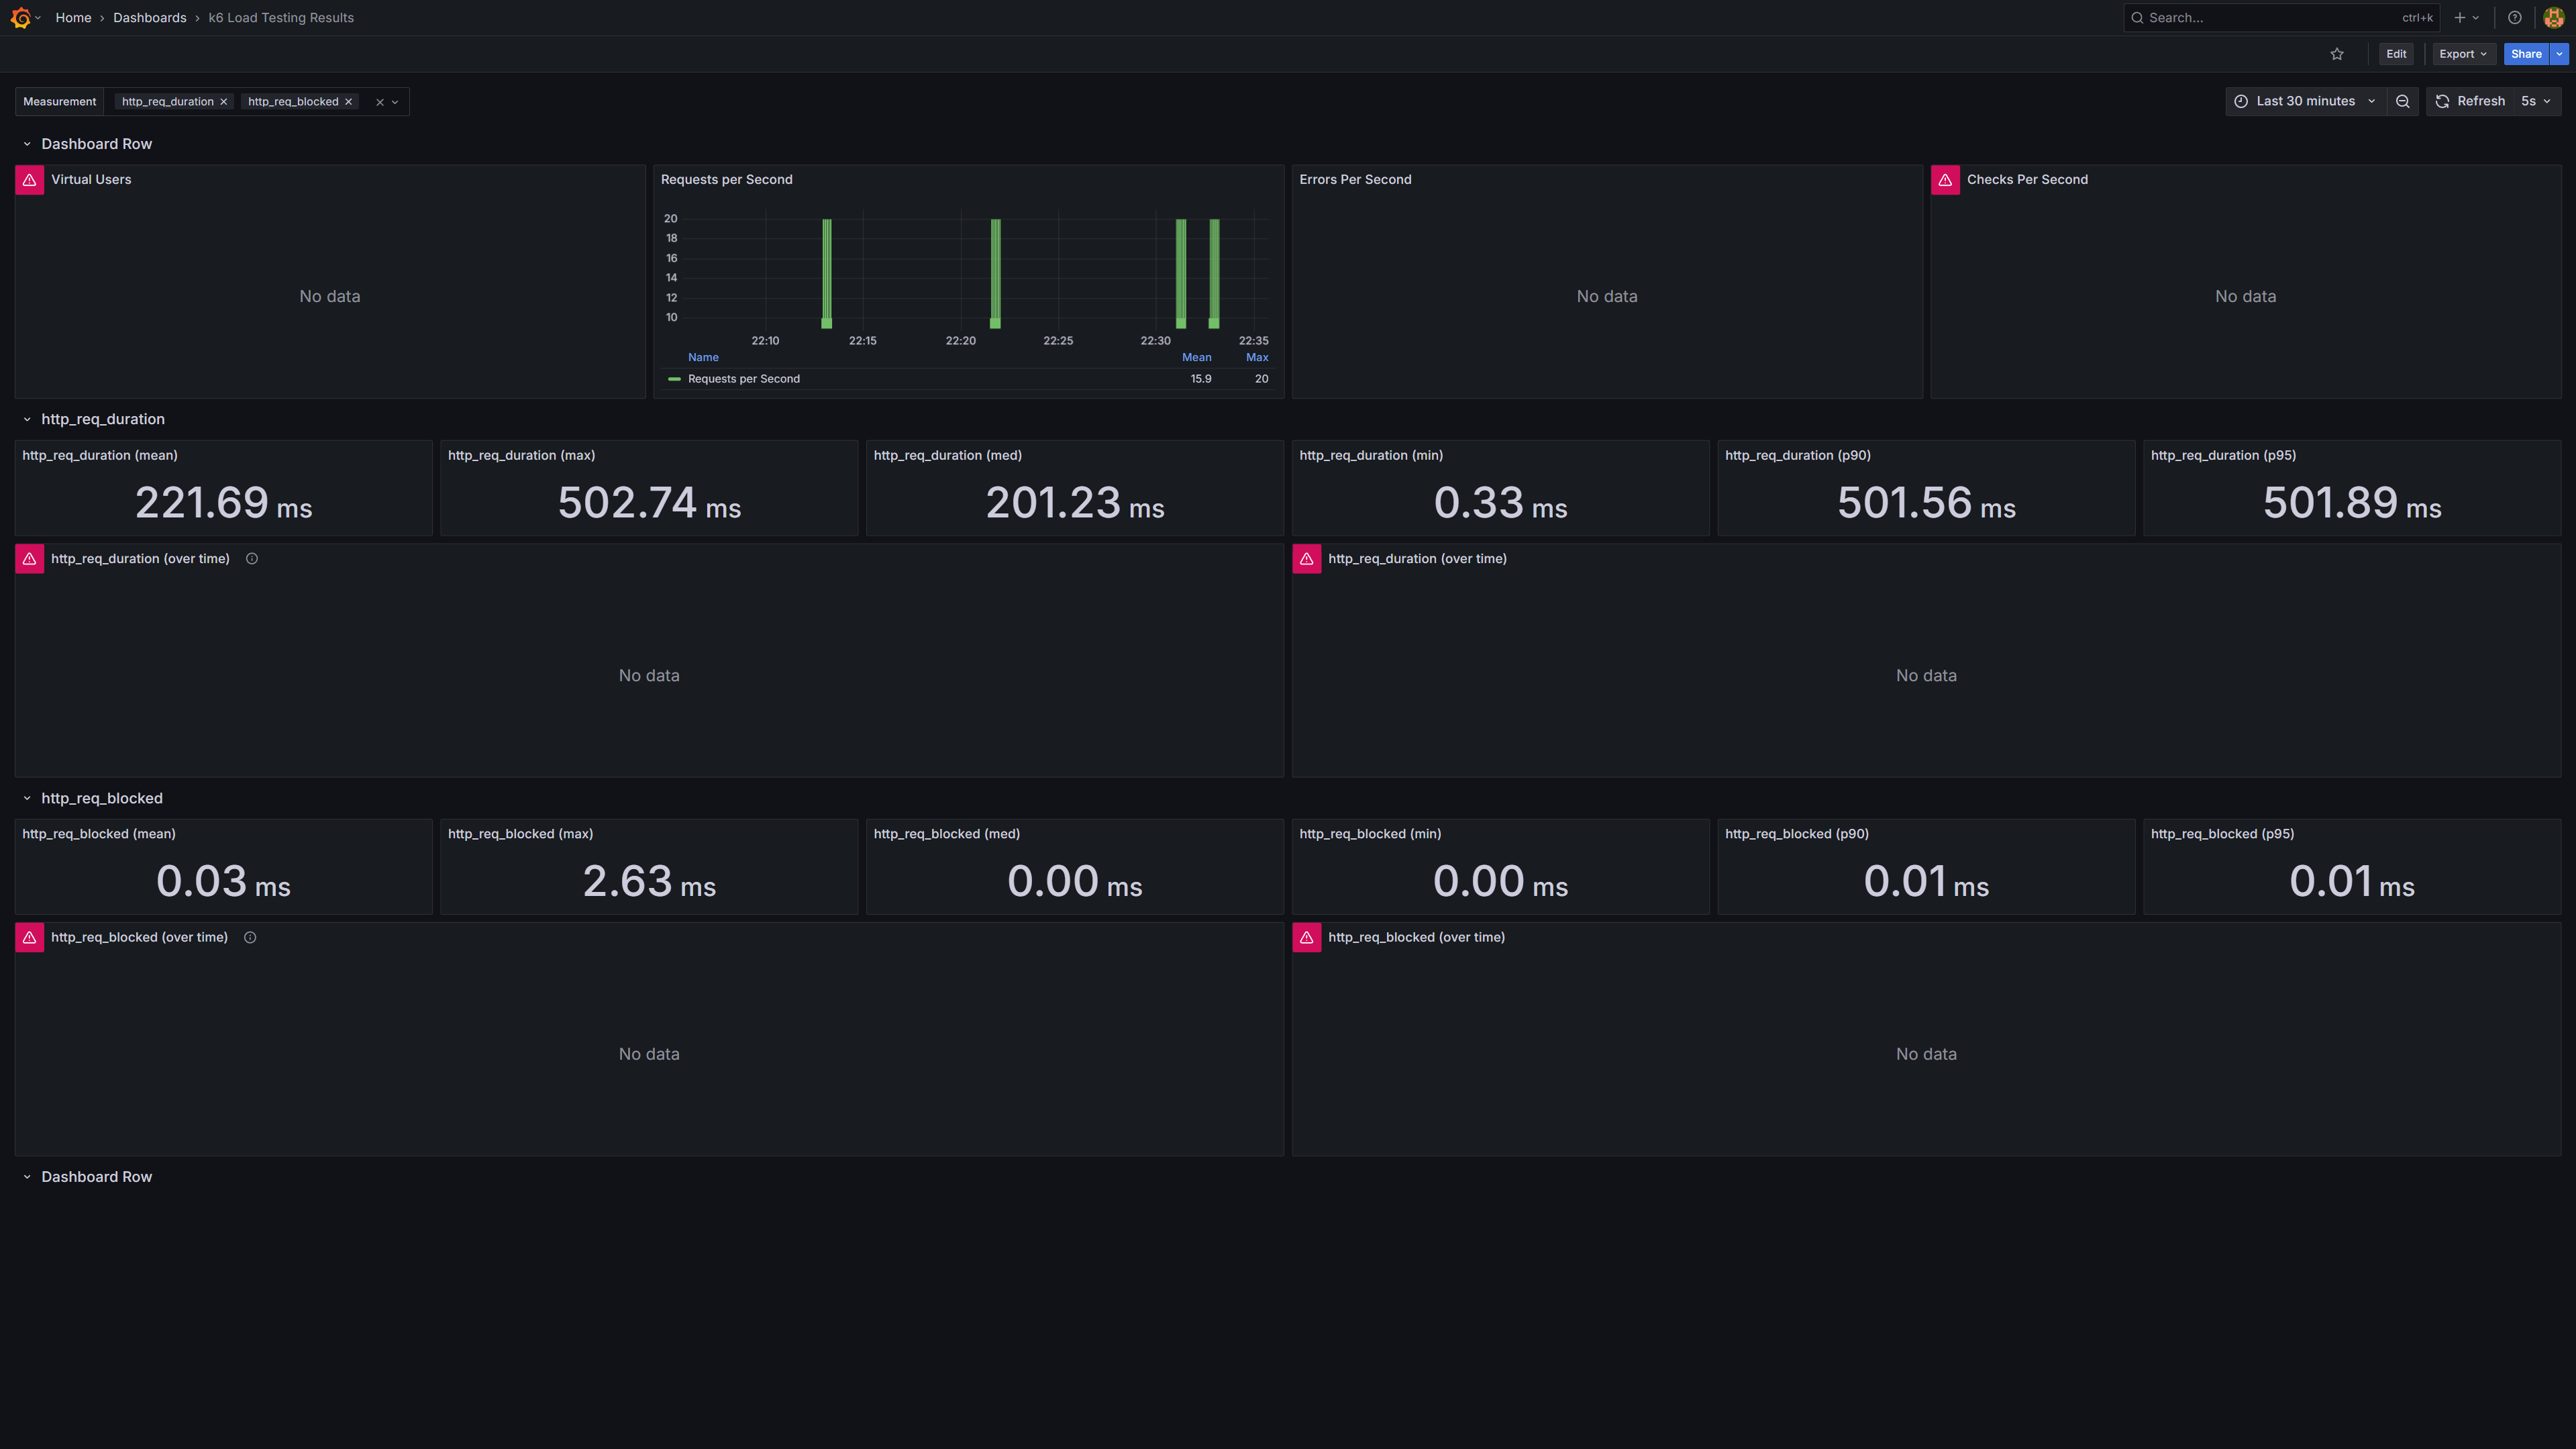 Home › Dashboards › k6 Load Testing Results
Search... ctrl+k
Edit Export Share
Measurement http_req_duration × http_req_blocked ×
Last 30 minutes Refresh 5s
Dashboard Row
Virtual Users
No data
Requests per Second
20
18
16
14
12
10
22:10 22:15 22:20 22:25 22:30 22:35
Name Mean Max
Requests per Second 15.9 20
Errors Per Second
No data
Checks Per Second
No data
http_req_duration
http_req_duration (mean)
221.69 ms
http_req_duration (max)
502.74 ms
http_req_duration (med)
201.23 ms
http_req_duration (min)
0.33 ms
http_req_duration (p90)
501.56 ms
http_req_duration (p95)
501.89 ms
http_req_duration (over time)
No data
http_req_duration (over time)
No data
http_req_blocked
http_req_blocked (mean)
0.03 ms
http_req_blocked (max)
2.63 ms
http_req_blocked (med)
0.00 ms
http_req_blocked (min)
0.00 ms
http_req_blocked (p90)
0.01 ms
http_req_blocked (p95)
0.01 ms
http_req_blocked (over time)
No data
http_req_blocked (over time)
No data
Dashboard Row